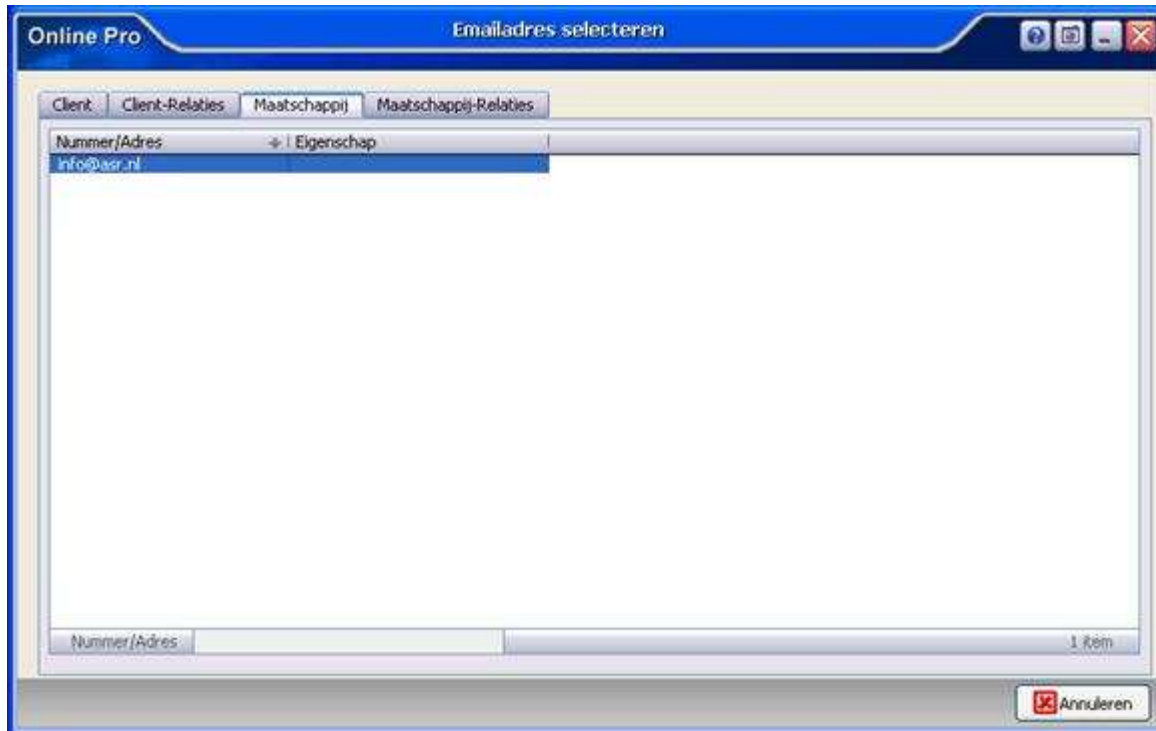 Online Pro
Emailadres selecteren
Client Client-Relaties Maatschappij Maatschappij-Relaties
Nummer/Adres Eigenschap
info@asr.nl
Nummer/Adres 1 item
Annuleren